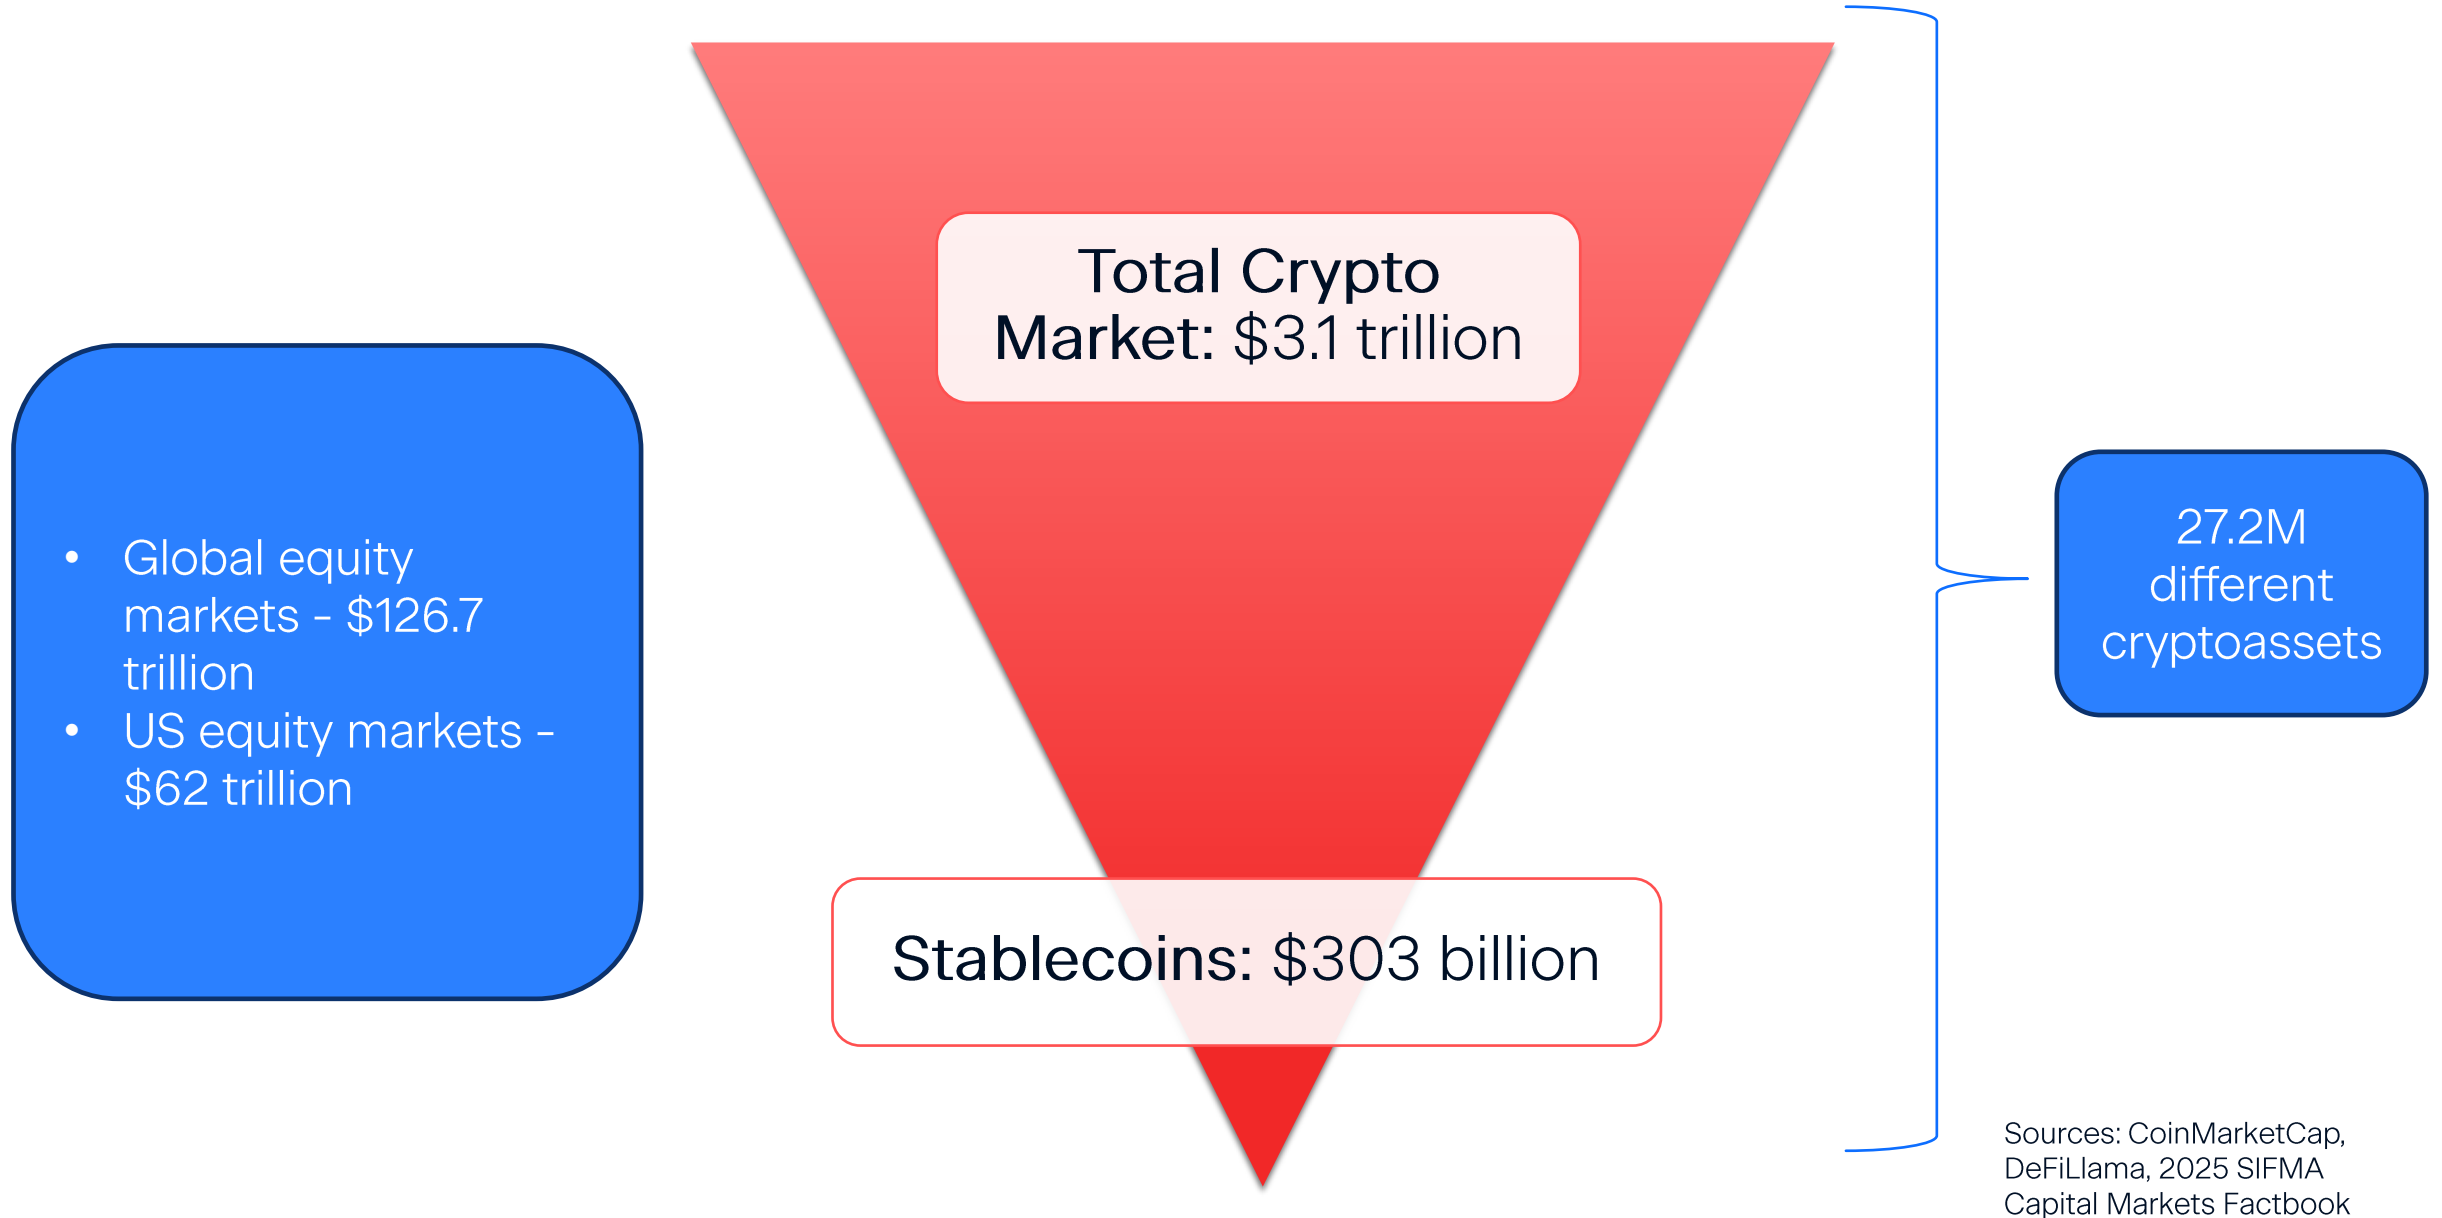 Total Crypto
Market: $3.1 trillion
• Global equity
markets - $126.7
trillion
• US equity markets -
$62 trillion
27.2M
different
cryptoassets
Stablecoins: $303 billion
Sources: CoinMarketCap,
DeFiLlama, 2025 SIFMA
Capital Markets Factbook